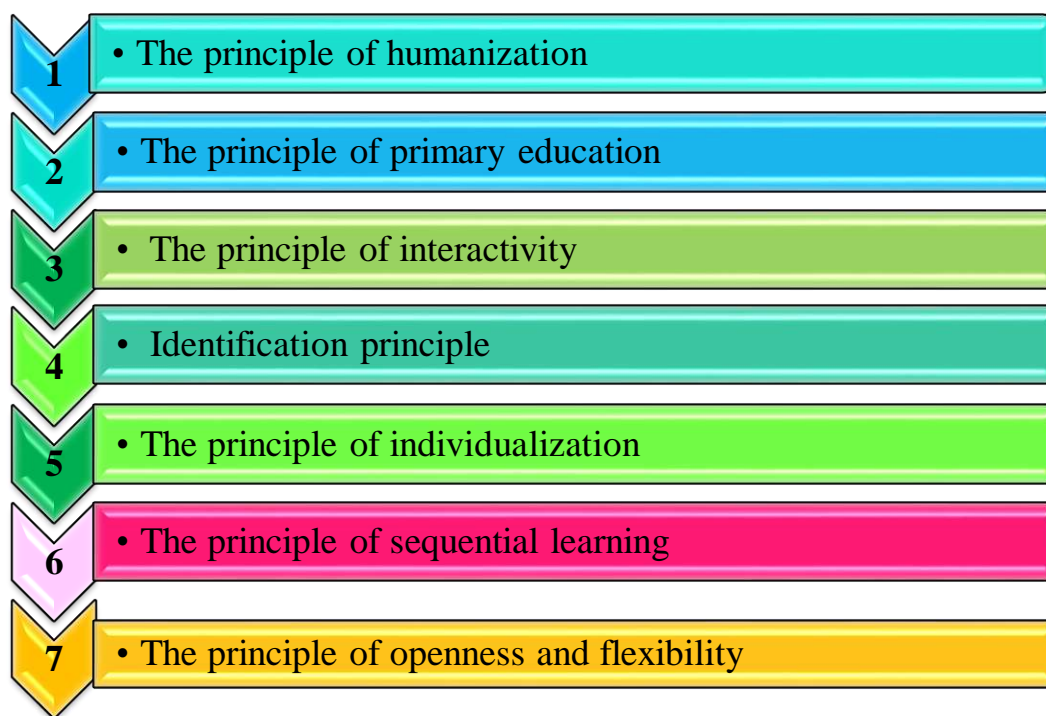 1 • The principle of humanization
2 • The principle of primary education
3 • The principle of interactivity
4 • Identification principle
5 • The principle of individualization
6 • The principle of sequential learning
7 • The principle of openness and flexibility